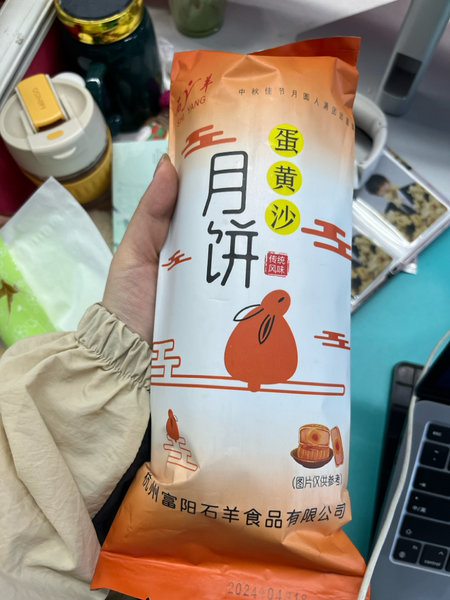 中秋佳节月圆人
蛋黄沙
月饼
传统
风味
(图片仅供参考)
杭州富阳石羊食品有限公司